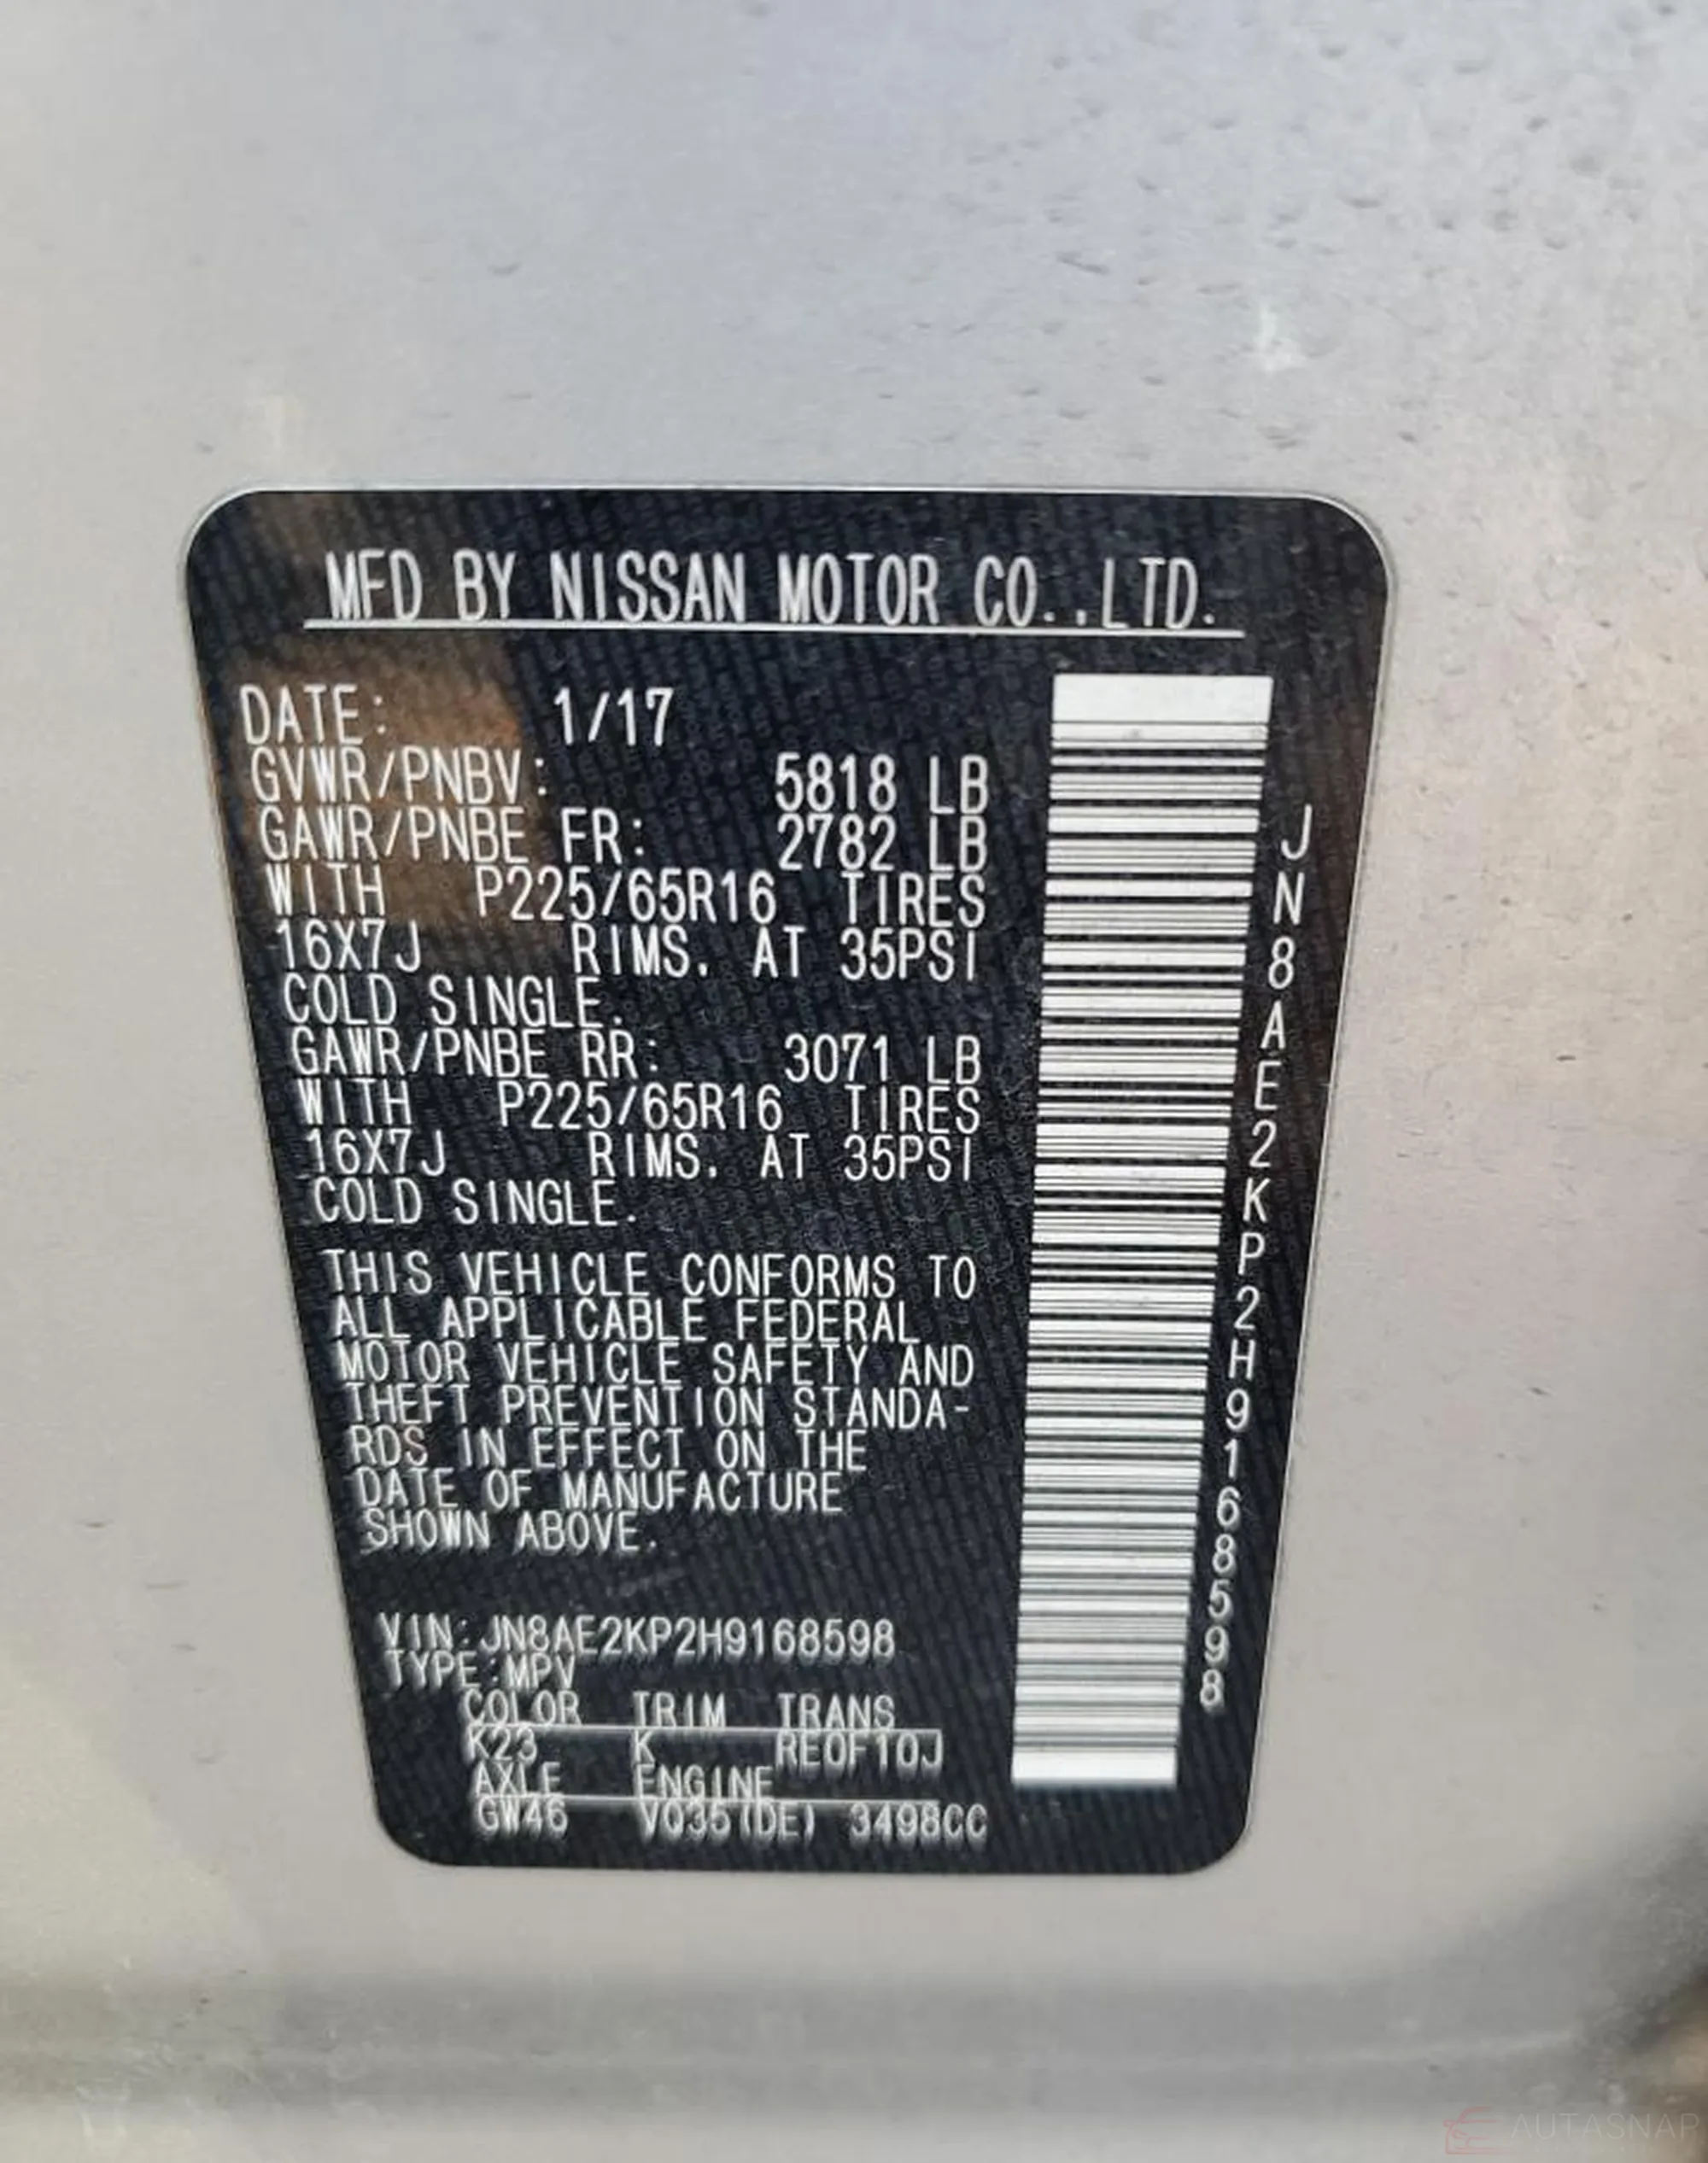 MFD BY NISSAN MOTOR CO.,LTD.
DATE: 1/17
GVWR/PNBV: 5818 LB
GAWR/PNBE FR: 2782 LB
WITH P225/65R16 TIRES
16X7J RIMS. AT 35PSI
COLD SINGLE.
GAWR/PNBE RR: 3071 LB
WITH P225/65R16 TIRES
16X7J RIMS. AT 35PSI
COLD SINGLE.
THIS VEHICLE CONFORMS TO
ALL APPLICABLE FEDERAL
MOTOR VEHICLE SAFETY AND
THEFT PREVENTION STANDA-
RDS IN EFFECT ON THE
DATE OF MANUFACTURE
SHOWN ABOVE.
VIN:JN8AE2KP2H9168598
TYPE:MPV
COLOR TRIM TRANS
K23 K RE0F10J
AXLE ENGINE
GW46 VQ35(DE) 3498CC
JN8AE2KP2H9168598
AUTASNAP